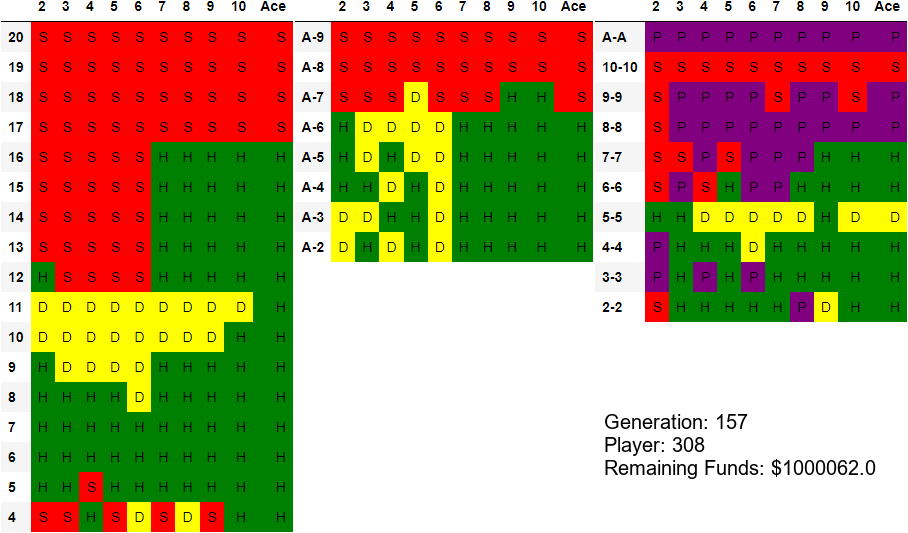 2 3 4 5 6 7 8 9 10 Ace
20 S S S S S S S S S S
19 S S S S S S S S S S
18 S S S S S S S S S S
17 S S S S S S S S S S
16 S S S S S H H H H H
15 S S S S S H H H H H
14 S S S S S H H H H H
13 S S S S S H H H H H
12 H S S S S H H H H H
11 D D D D D D D D D H
10 D D D D D D D D H H
9 H D D D D H H H H H
8 H H H H D H H H H H
7 H H H H H H H H H H
6 H H H H H H H H H H
5 H H S H H H H H H H
4 S S H S D S D S H H
2 3 4 5 6 7 8 9 10 Ace
A-9 S S S S S S S S S S
A-8 S S S S S S S S S S
A-7 S S S D S S S H H S
A-6 H D D D D H H H H H
A-5 H D H D D H H H H H
A-4 H H D H D H H H H H
A-3 D D H H D H H H H H
A-2 D H D H D H H H H H
2 3 4 5 6 7 8 9 10 Ace
A-A P P P P P P P P P P
10-10 S S S S S S S S S S
9-9 S P P P P S P P S P
8-8 S P P P P P P P P P
7-7 S S P S P P P H H H
6-6 S P S H P P H H H H
5-5 H H D D D D D H D D
4-4 P H H H D H H H H H
3-3 P H P H P H H H H H
2-2 S H H H H H P D H H
Generation: 157
Player: 308
Remaining Funds: $1000062.0